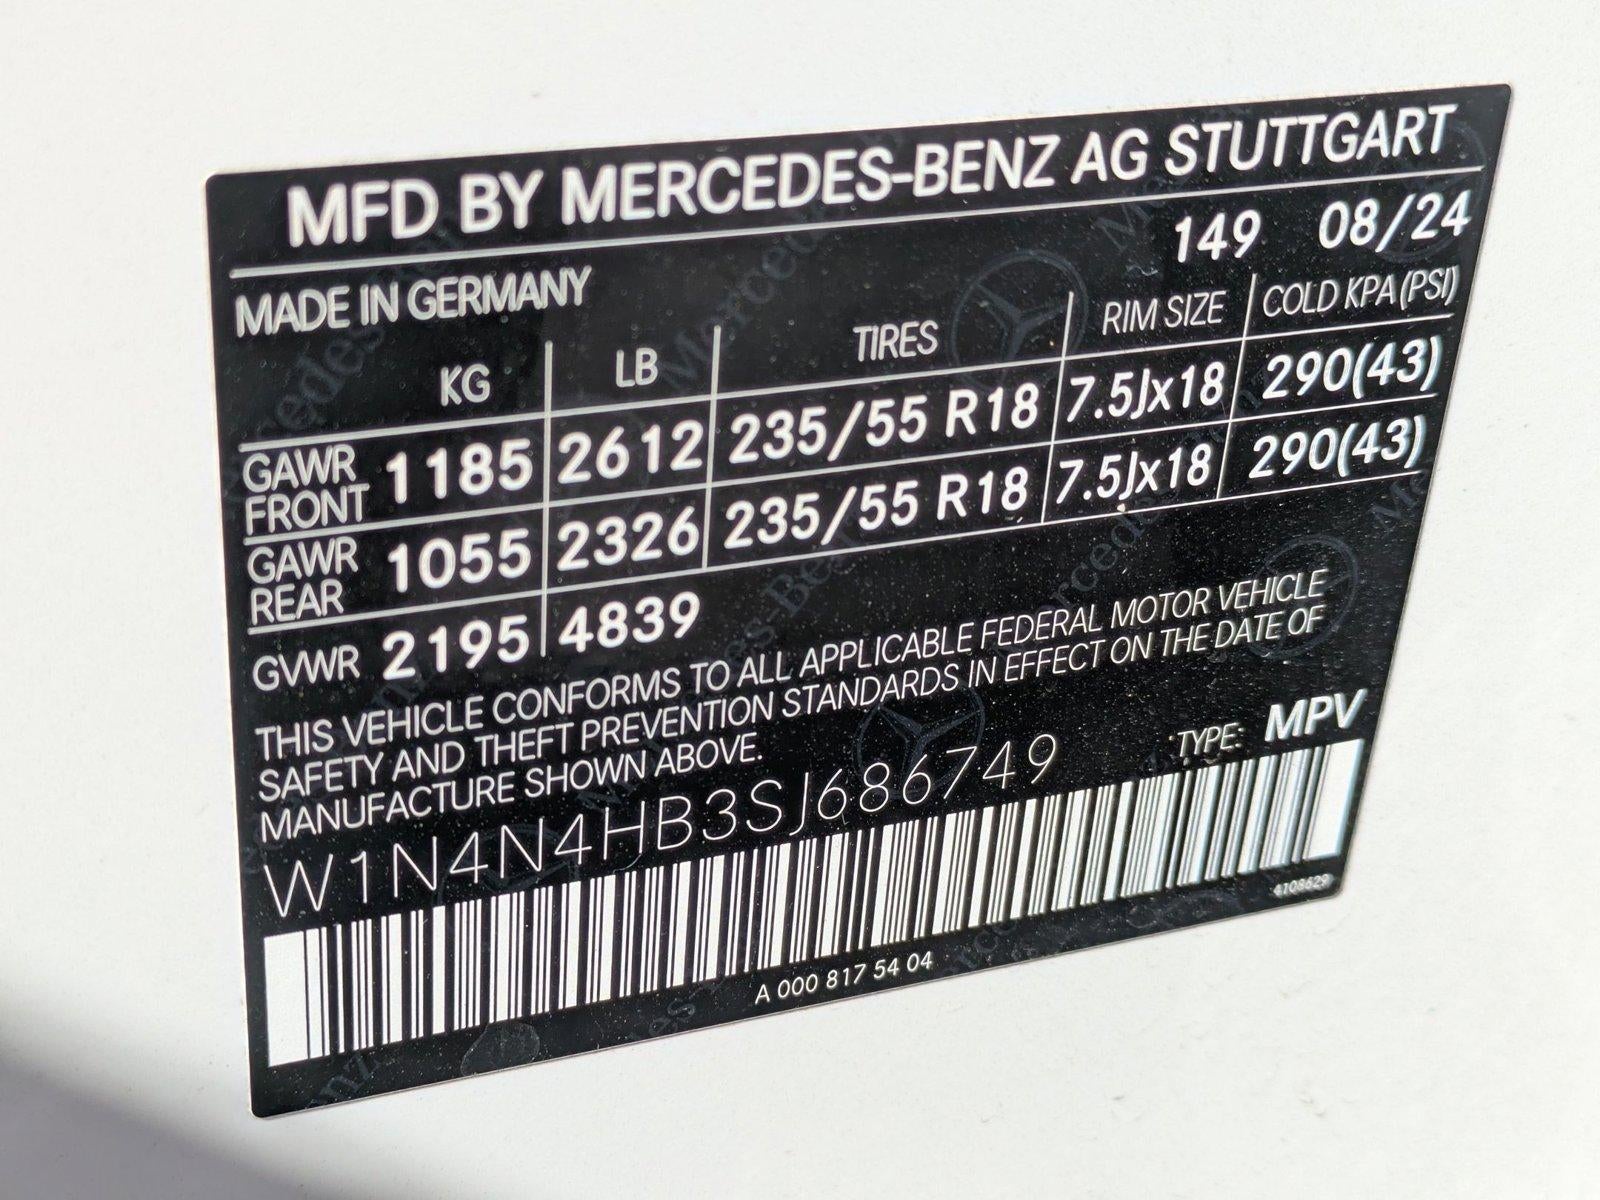 MFD BY MERCEDES-BENZ AG STUTTGART
149 08/24
MADE IN GERMANY
KG LB TIRES RIM SIZE COLD KPA(PSI)
GAWR FRONT 1185 2612 235/55 R18 7.5Jx18 290(43)
GAWR REAR 1055 2326 235/55 R18 7.5Jx18 290(43)
GVWR 2195 4839
THIS VEHICLE CONFORMS TO ALL APPLICABLE FEDERAL MOTOR VEHICLE
SAFETY AND THEFT PREVENTION STANDARDS IN EFFECT ON THE DATE OF
MANUFACTURE SHOWN ABOVE.
TYPE: MPV
W1N4N4HB3SJ686749
4108629
A 000 817 54 04